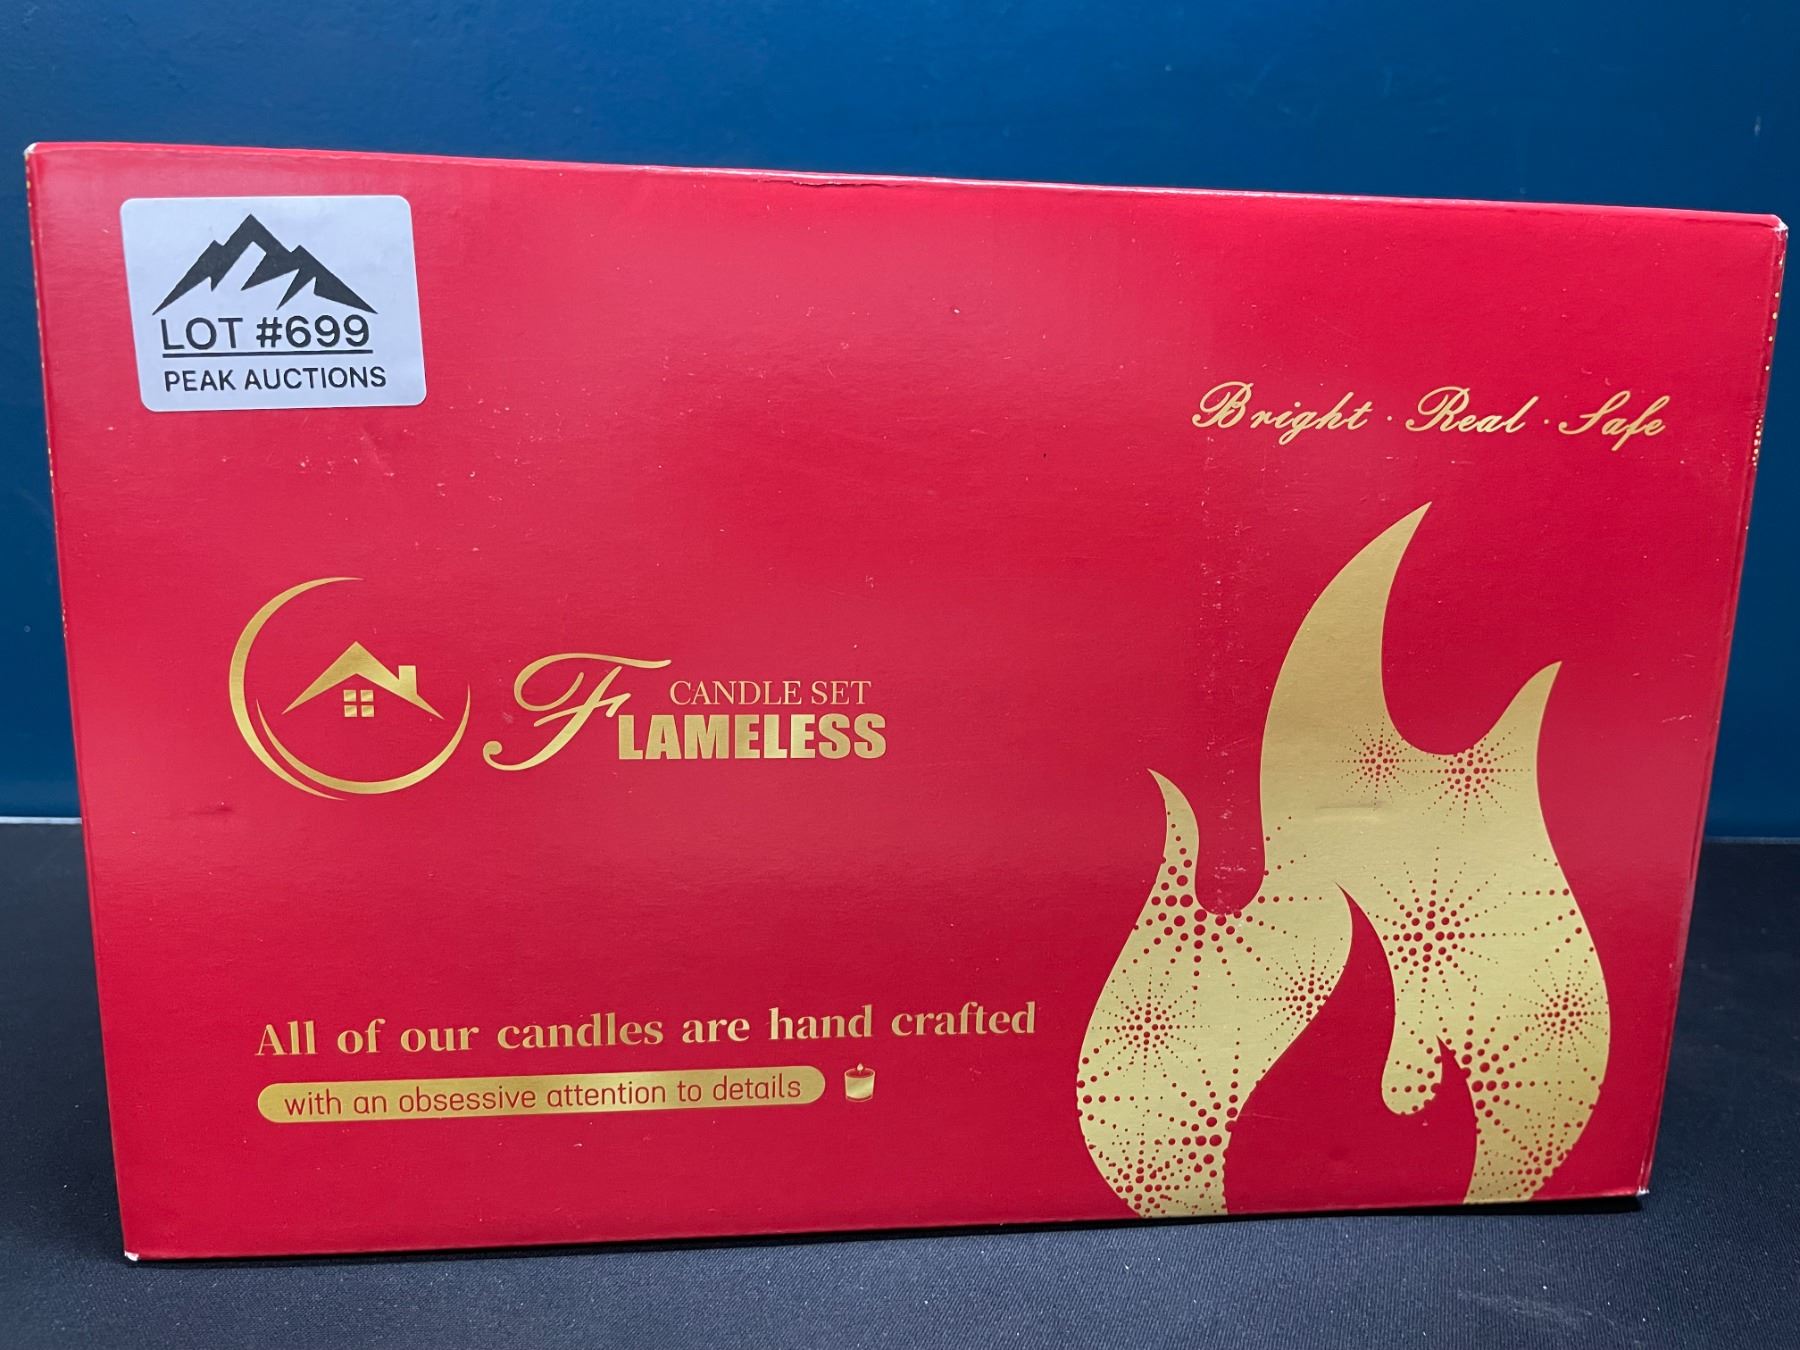 LOT #699
PEAK AUCTIONS
Bright · Real · Safe
CANDLE SET
FLAMELESS
All of our candles are hand crafted
with an obsessive attention to details